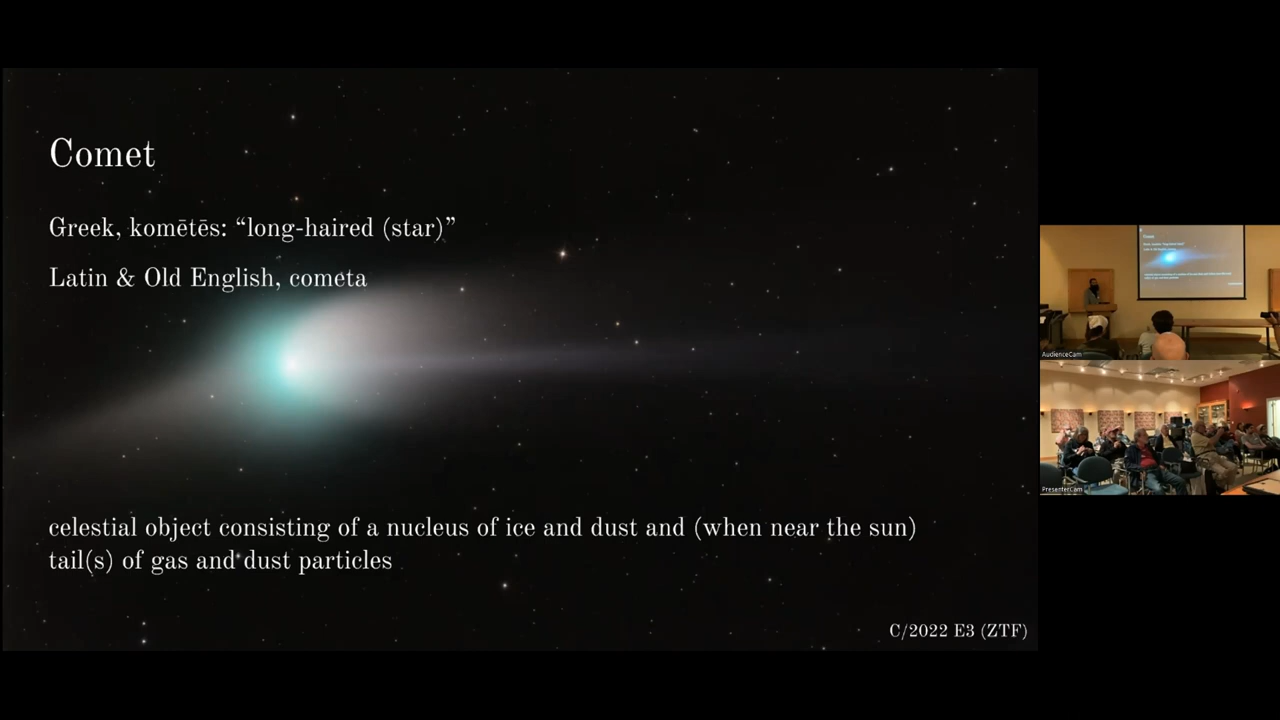 Comet
Greek, komētēs: “long-haired (star)”
Latin & Old English, cometa
celestial object consisting of a nucleus of ice and dust and (when near the sun)
tail(s) of gas and dust particles
C/2022 E3 (ZTF)
AudienceCam
PresenterCam